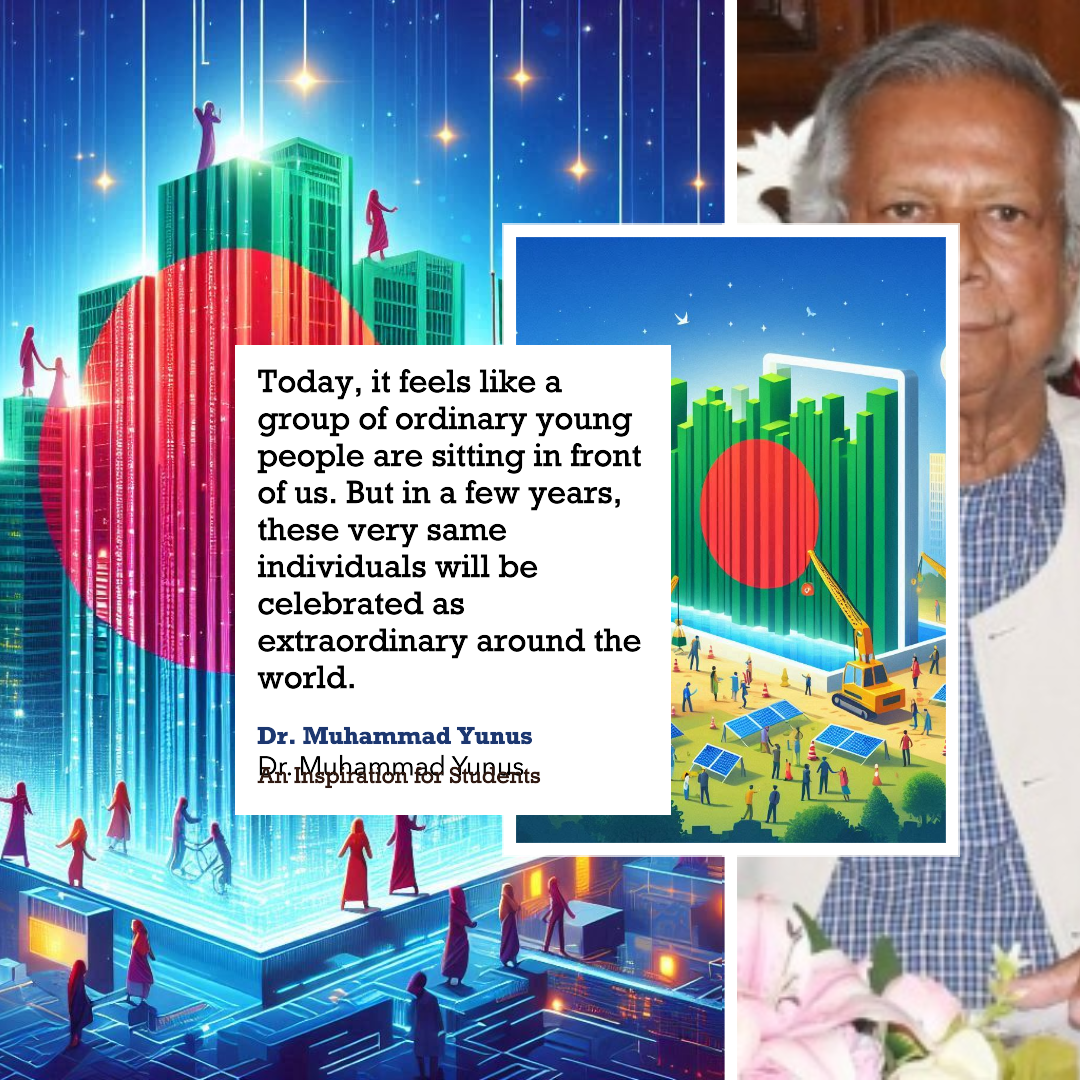 Today, it feels like a
group of ordinary young
people are sitting in front
of us. But in a few years,
these very same
individuals will be
celebrated as
extraordinary around the
world.
Dr. Muhammad Yunus
Dr. Muhammad Yunus
An Inspiration for Students